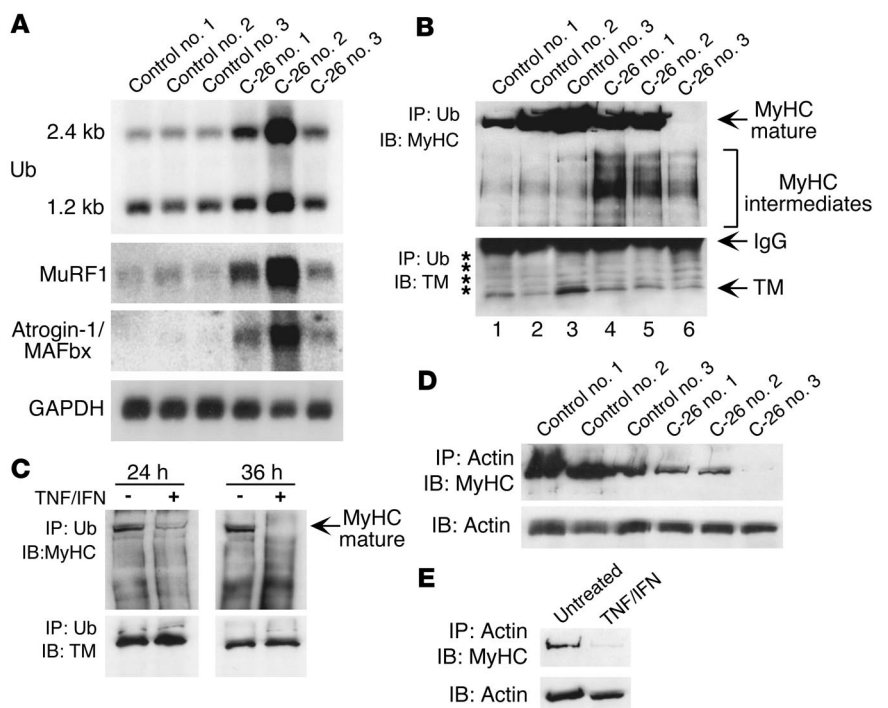 A
Control no. 1
Control no. 2
Control no. 3
C-26 no. 1
C-26 no. 2
C-26 no. 3
2.4 kb
Ub
1.2 kb
MuRF1
Atrogin-1/
MAFbx
GAPDH
B
Control no. 1
Control no. 2
Control no. 3
C-26 no. 1
C-26 no. 2
C-26 no. 3
IP: Ub
IB: MyHC
MyHC
mature
MyHC
intermediates
IgG
IP: Ub
IB: TM
*
*
*
*
TM
1 2 3 4 5 6
C
24 h 36 h
TNF/IFN - + - +
IP: Ub
IB:MyHC
MyHC
mature
IP: Ub
IB: TM
D
Control no. 1
Control no. 2
Control no. 3
C-26 no. 1
C-26 no. 2
C-26 no. 3
IP: Actin
IB: MyHC
IB: Actin
E
Untreated
TNF/IFN
IP: Actin
IB: MyHC
IB: Actin